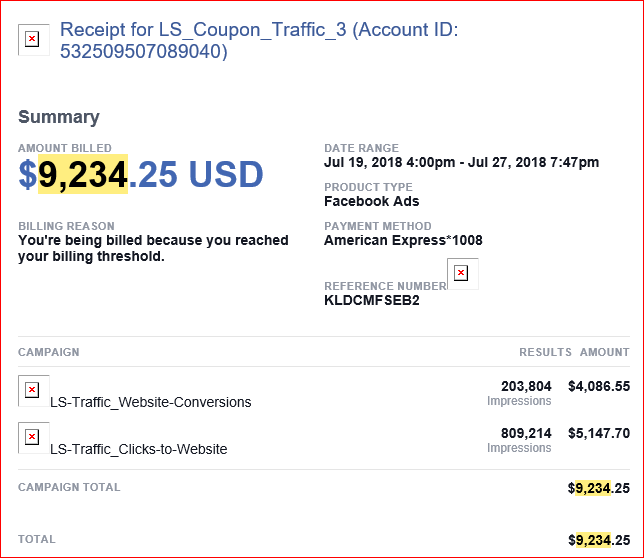 Receipt for LS_Coupon_Traffic_3 (Account ID:
532509507089040)
Summary
AMOUNT BILLED
$9,234.25 USD
BILLING REASON
You're being billed because you reached
your billing threshold.
DATE RANGE
Jul 19, 2018 4:00pm - Jul 27, 2018 7:47pm
PRODUCT TYPE
Facebook Ads
PAYMENT METHOD
American Express*1008
REFERENCE NUMBER
KLDCMFSEB2
CAMPAIGN RESULTS AMOUNT
LS-Traffic_Website-Conversions 203,804 $4,086.55
Impressions
LS-Traffic_Clicks-to-Website 809,214 $5,147.70
Impressions
CAMPAIGN TOTAL $9,234.25
TOTAL $9,234.25